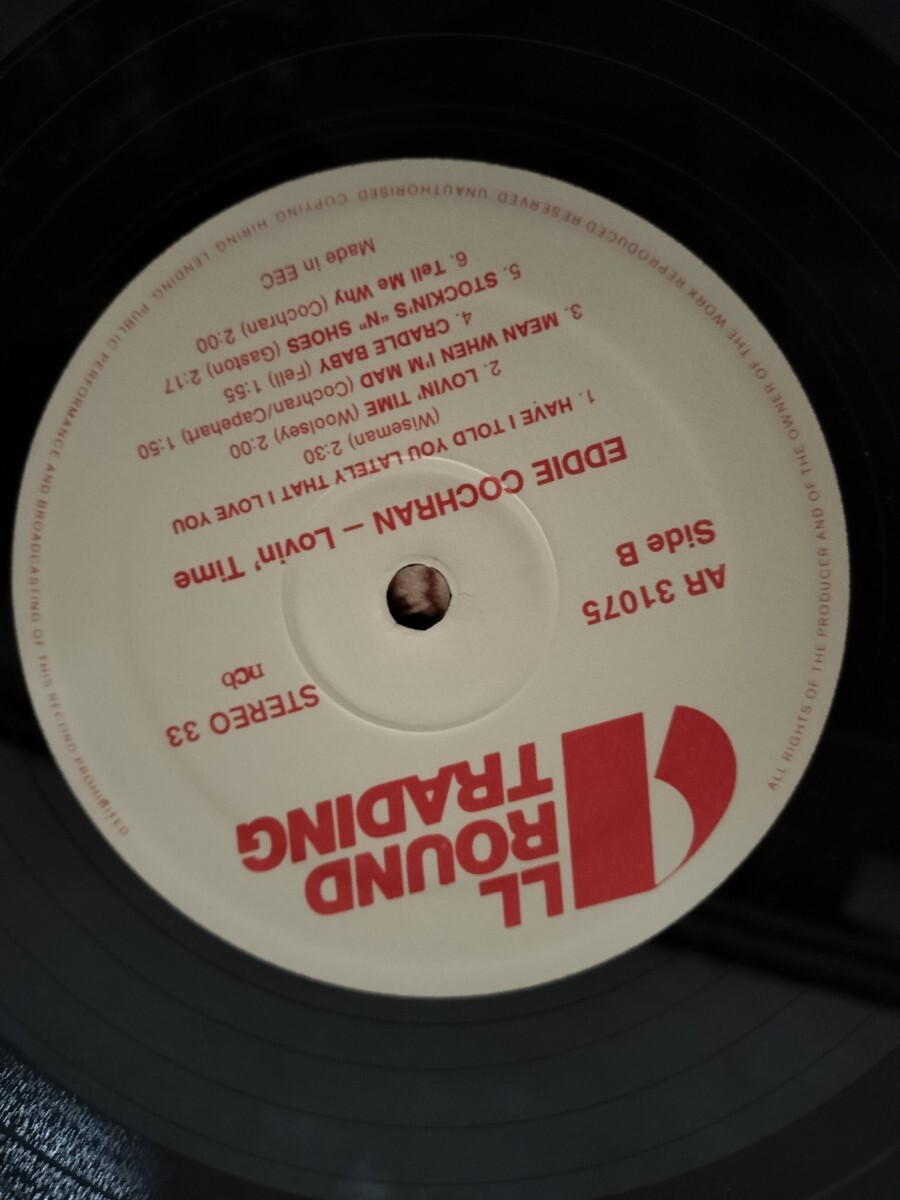 ALL RIGHTS OF THE PRODUCER AND OF THE OWNER OF THE WORK REPRODUCED RESERVED UNAUTHORISED COPYING HIRING LENDING PUBLIC PERFORMANCE AND BROADCASTING OF THIS RECORD PROHIBITED
LL
ROUND
TRADING
STEREO 33
ncb
AR 31075
Side B
EDDIE COCHRAN – Lovin' Time
1. HAVE I TOLD YOU LATELY THAT I LOVE YOU
(Wiseman) 2:30
2. LOVIN' TIME (Woolsey) 2:00
3. MEAN WHEN I'M MAD (Cochran/Capehart) 1:50
4. CRADLE BABY (Fell) 1:55
5. STOCKIN'S "N" SHOES (Gaston) 2:17
6. Tell Me Why (Cochran) 2:00
Made in EEC